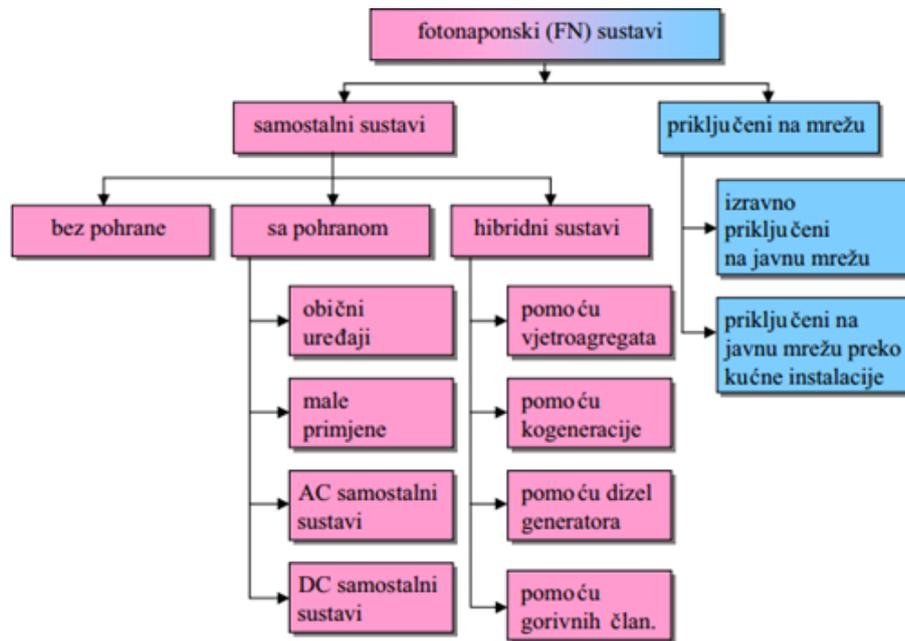 fotonaponski (FN) sustavi
samostalni sustavi
priključeni na mrežu
bez pohrane
sa pohranom
hibridni sustavi
izravno
priključeni
na javnu mrežu
priključeni na
javnu mrežu preko
kućne instalacije
obični
uređaji
male
primjene
AC samostalni
sustavi
DC samostalni
sustavi
pomoću
vjetroagregata
pomoću
kogeneracije
pomoću dizel
generatora
pomoću
gorivnih član.